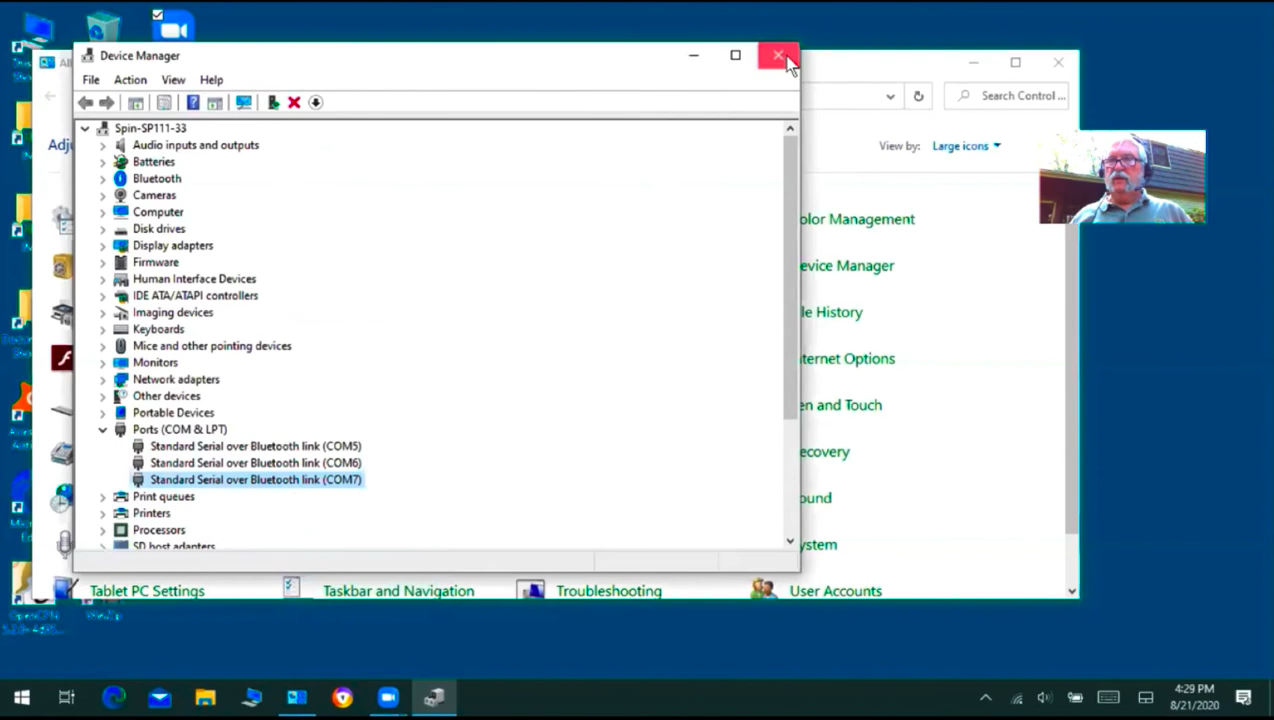 Device Manager
File Action View Help
Search Control ...
Spin-SP111-33
Audio inputs and outputs
Batteries
Bluetooth
Cameras
Computer
Disk drives
Display adapters
Firmware
Human Interface Devices
IDE ATA/ATAPI controllers
Imaging devices
Keyboards
Mice and other pointing devices
Monitors
Network adapters
Other devices
Portable Devices
Ports (COM & LPT)
Standard Serial over Bluetooth link (COM5)
Standard Serial over Bluetooth link (COM6)
Standard Serial over Bluetooth link (COM7)
Print queues
Printers
Processors
SD host adapters
All
Adju
View by: Large icons
olor Management
evice Manager
le History
nternet Options
en and Touch
ecovery
ound
ystem
Tablet PC Settings Taskbar and Navigation Troubleshooting User Accounts
WinZip
4:29 PM
8/21/2020